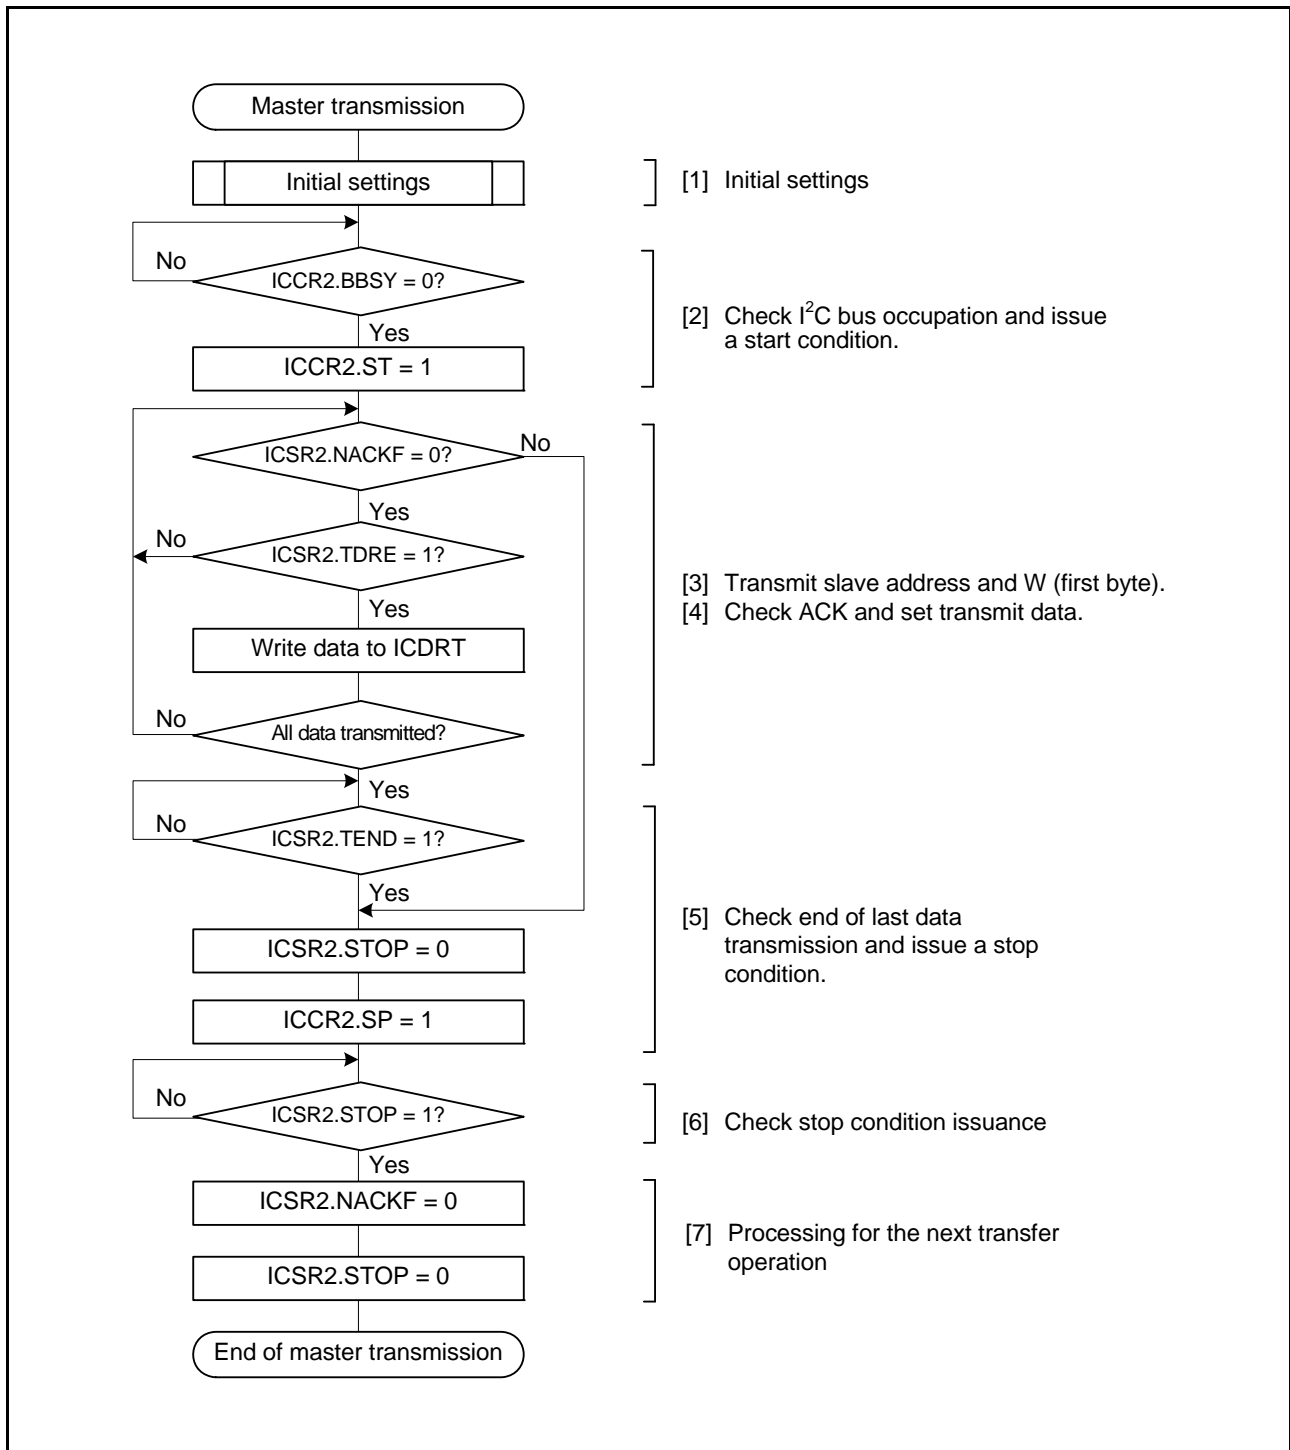 Master transmission
Initial settings
[1] Initial settings
No
ICCR2.BBSY = 0?
Yes
[2] Check I²C bus occupation and issue
a start condition.
ICCR2.ST = 1
ICSR2.NACKF = 0?
No
Yes
No
ICSR2.TDRE = 1?
Yes
[3] Transmit slave address and W (first byte).
[4] Check ACK and set transmit data.
Write data to ICDRT
No
All data transmitted?
Yes
No
ICSR2.TEND = 1?
Yes
[5] Check end of last data
transmission and issue a stop
condition.
ICSR2.STOP = 0
ICCR2.SP = 1
No
ICSR2.STOP = 1?
[6] Check stop condition issuance
Yes
ICSR2.NACKF = 0
[7] Processing for the next transfer
operation
ICSR2.STOP = 0
End of master transmission